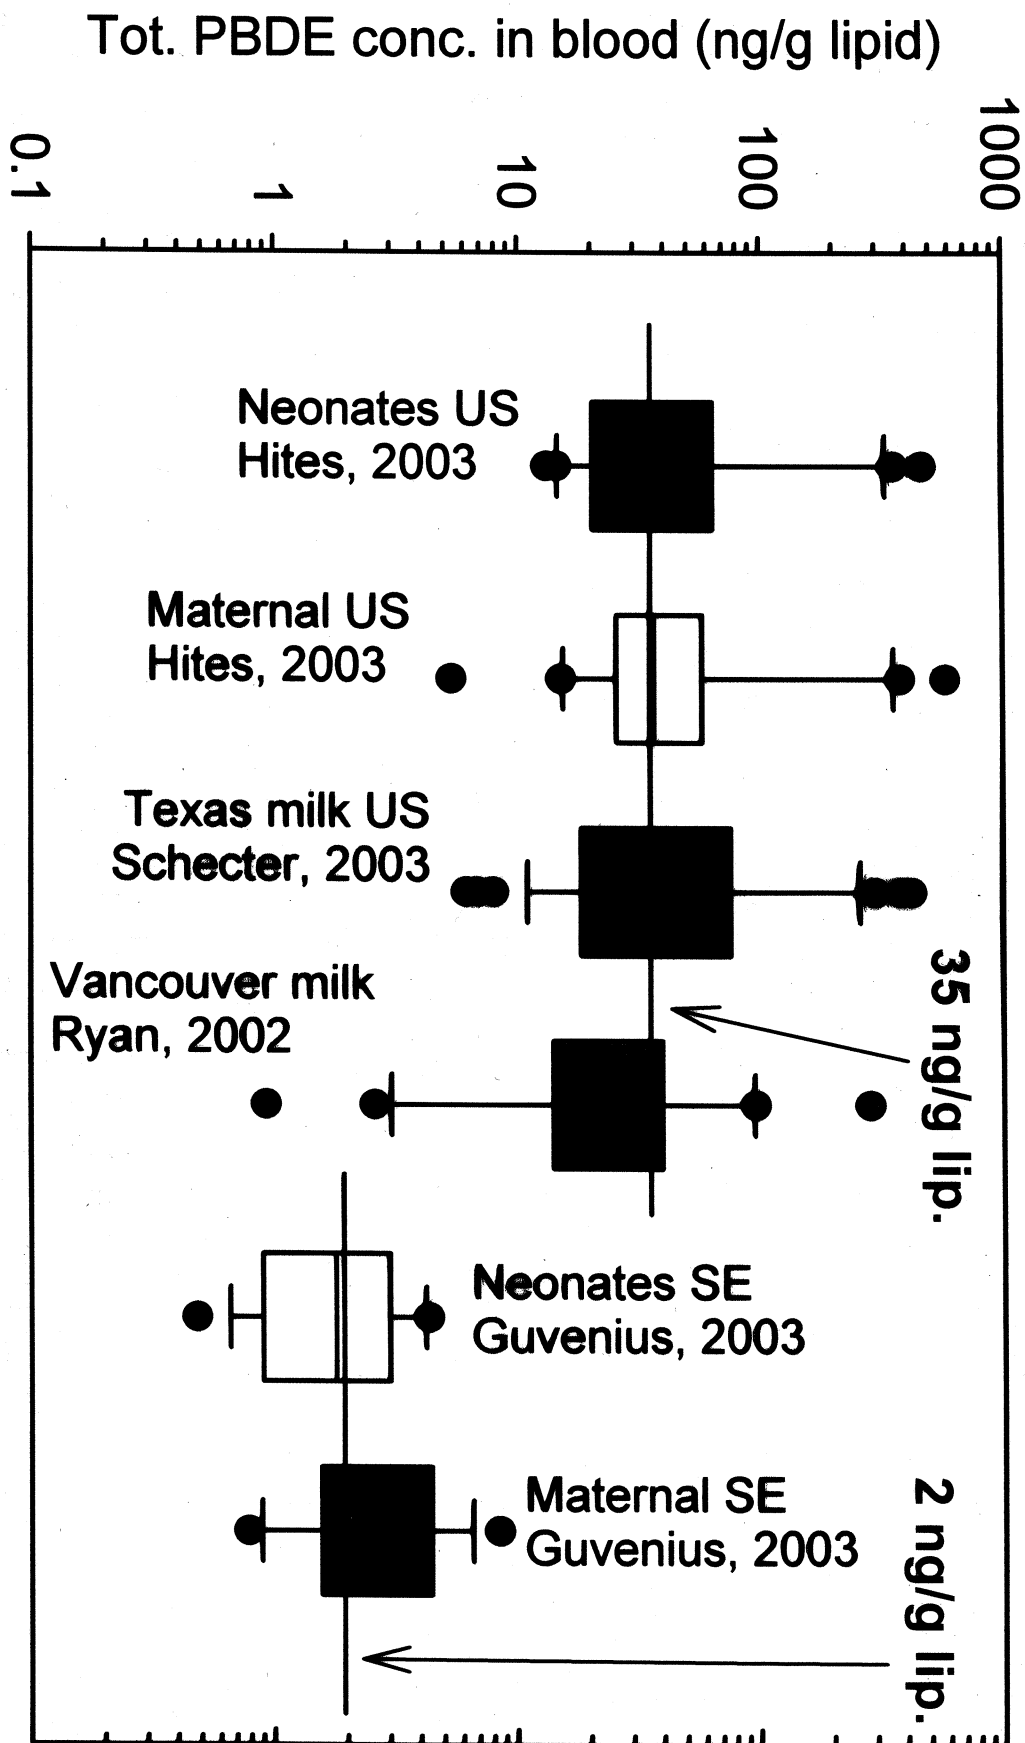 Tot. PBDE conc. in blood (ng/g lipid)
0.1
1
10
100
1000
Neonates US
Hites, 2003
Maternal US
Hites, 2003
Texas milk US
Schecter, 2003
35 ng/g lip.
Vancouver milk
Ryan, 2002
Neonates SE
Guvenius, 2003
Maternal SE
Guvenius, 2003
2 ng/g lip.